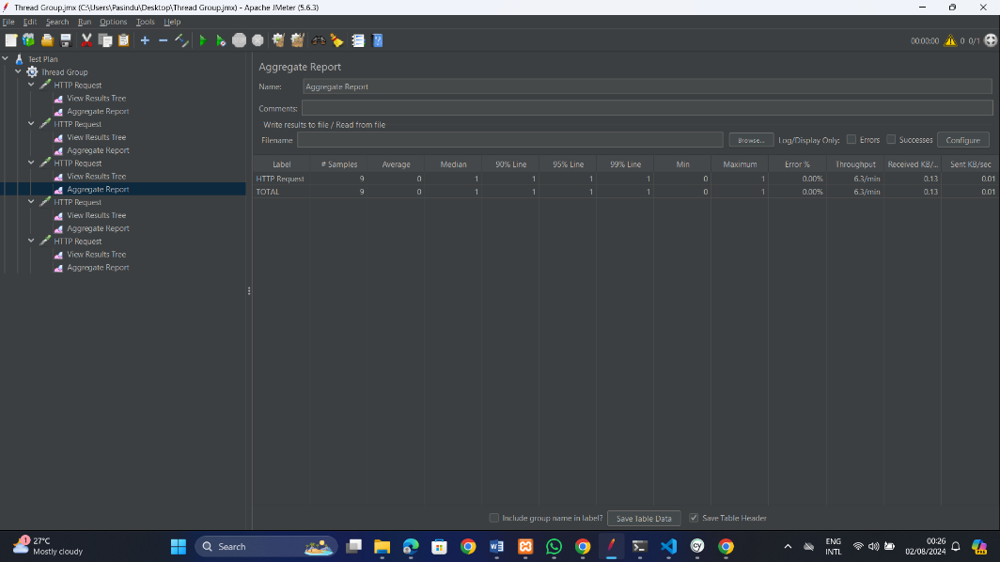 Thread Group.jmx (C:\Users\Pasindu\Desktop\Thread Group.jmx) - Apache JMeter (5.6.3)
File Edit Search Run Options Tools Help
00:00:00 0 0/1
Test Plan
Thread Group
HTTP Request
View Results Tree
Aggregate Report
HTTP Request
View Results Tree
Aggregate Report
HTTP Request
View Results Tree
Aggregate Report
HTTP Request
View Results Tree
Aggregate Report
HTTP Request
View Results Tree
Aggregate Report
Aggregate Report
Name: Aggregate Report
Comments:
Write results to file / Read from file
Filename Browse... Log/Display Only: Errors Successes Configure
Label # Samples Average Median 90% Line 95% Line 99% Line Min Maximum Error % Throughput Received KB/... Sent KB/sec
HTTP Request 9 0 1 1 1 1 0 1 0.00% 6.3/min 0.13 0.01
TOTAL 9 0 1 1 1 1 0 1 0.00% 6.3/min 0.13 0.01
Include group name in label? Save Table Data Save Table Header
1
27°C
Mostly cloudy
Search
ENG
INTL
00:26
02/08/2024